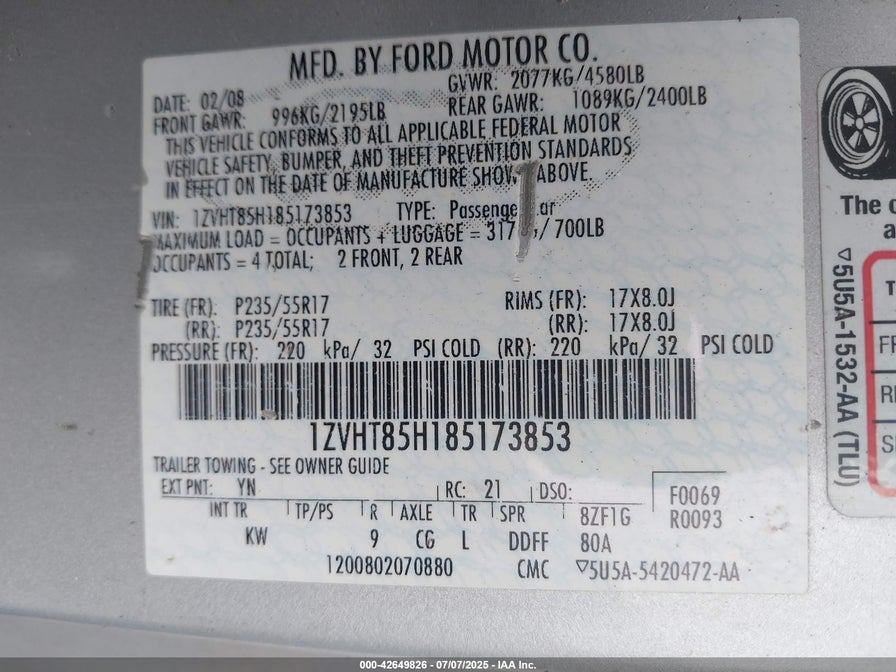 MFD. BY FORD MOTOR CO.
DATE: 02/08 GVWR: 2077KG/4580LB
FRONT GAWR: 996KG/2195LB REAR GAWR: 1089KG/2400LB
THIS VEHICLE CONFORMS TO ALL APPLICABLE FEDERAL MOTOR
VEHICLE SAFETY, BUMPER, AND THEFT PREVENTION STANDARDS
IN EFFECT ON THE DATE OF MANUFACTURE SHOWN ABOVE.
VIN: 1ZVHT85H185173853 TYPE: Passenger Car
MAXIMUM LOAD = OCCUPANTS + LUGGAGE = / 700LB
OCCUPANTS = 4 TOTAL; 2 FRONT, 2 REAR
TIRE (FR): P235/55R17 RIMS (FR): 17X8.0J
(RR): P235/55R17 (RR): 17X8.0J
PRESSURE (FR): 220 kPa/ 32 PSI COLD (RR): 220 kPa/ 32 PSI COLD
1ZVHT85H185173853
TRAILER TOWING - SEE OWNER GUIDE
EXT PNT: YN RC: 21 DSO: F0069
INT TR TP/PS R AXLE TR SPR 8ZF1G R0093
KW 9 CG L DDFF 80A
1200802070880 CMC ▽5U5A-5420472-AA
The
▽5U5A-1532-AA (TLU)
000-42649826 - 07/07/2025 - IAA Inc.